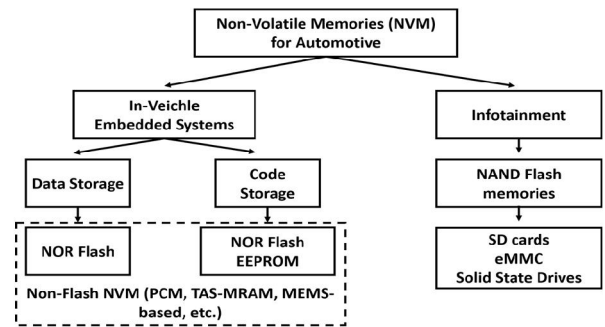 Non-Volatile Memories (NVM)
for Automotive
In-Veichle
Embedded Systems
Infotainment
Data Storage
Code
Storage
NAND Flash
memories
NOR Flash
NOR Flash
EEPROM
SD cards
eMMC
Solid State Drives
Non-Flash NVM (PCM, TAS-MRAM, MEMS-
based, etc.)